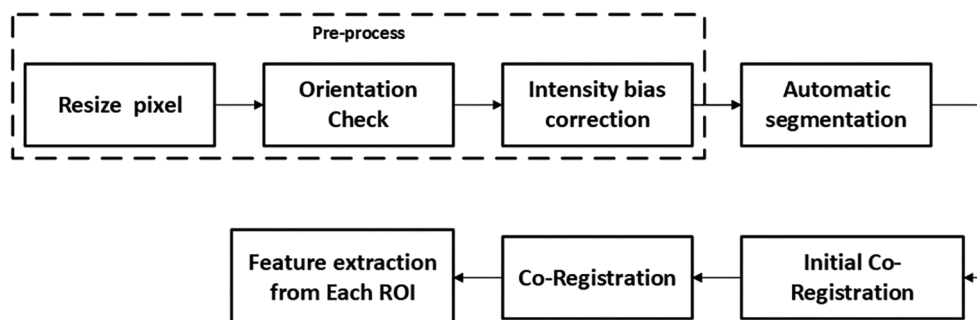 Pre-process
Resize pixel
Orientation
Check
Intensity bias
correction
Automatic
segmentation
Initial Co-
Registration
Co-Registration
Feature extraction
from Each ROI